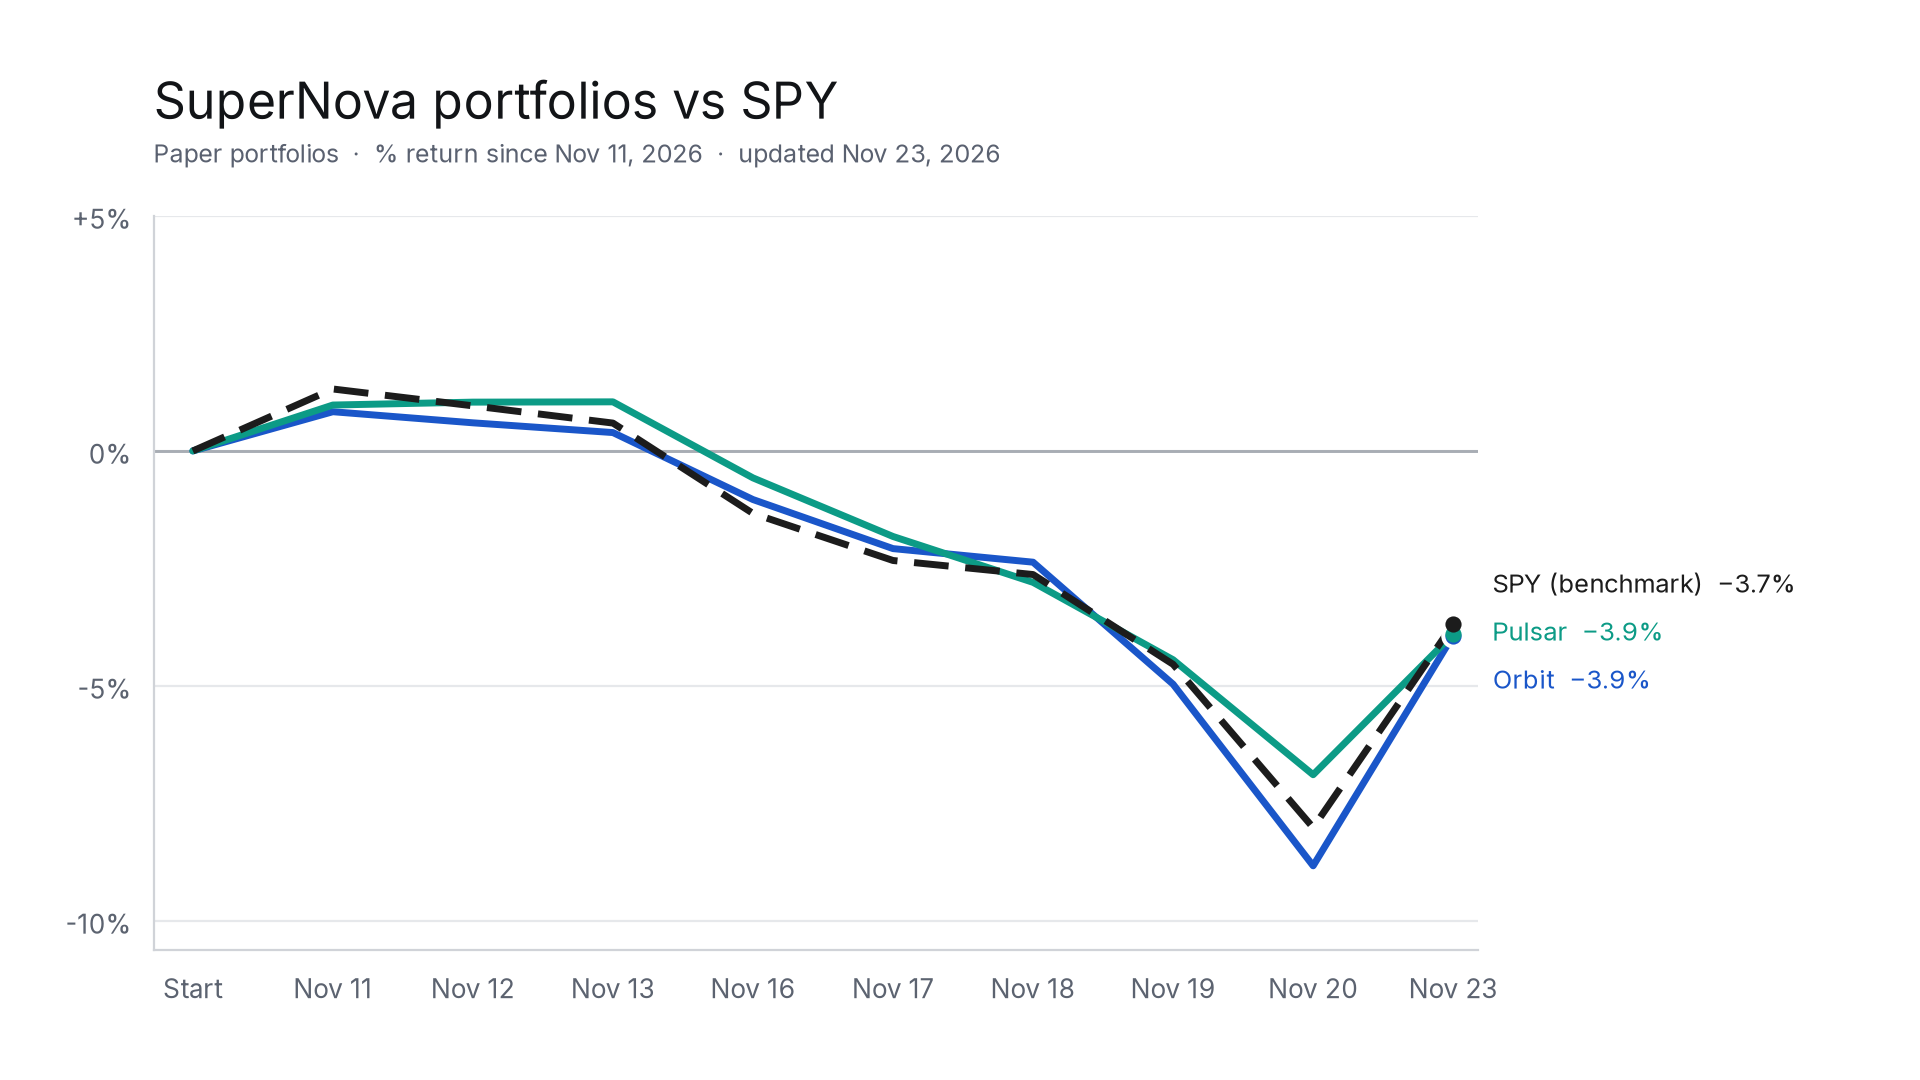 SuperNova portfolios vs SPY
Paper portfolios · % return since Nov 11, 2026 · updated Nov 23, 2026
+5%
0%
-5%
-10%
SPY (benchmark) −3.7%
Pulsar −3.9%
Orbit −3.9%
Start Nov 11 Nov 12 Nov 13 Nov 16 Nov 17 Nov 18 Nov 19 Nov 20 Nov 23